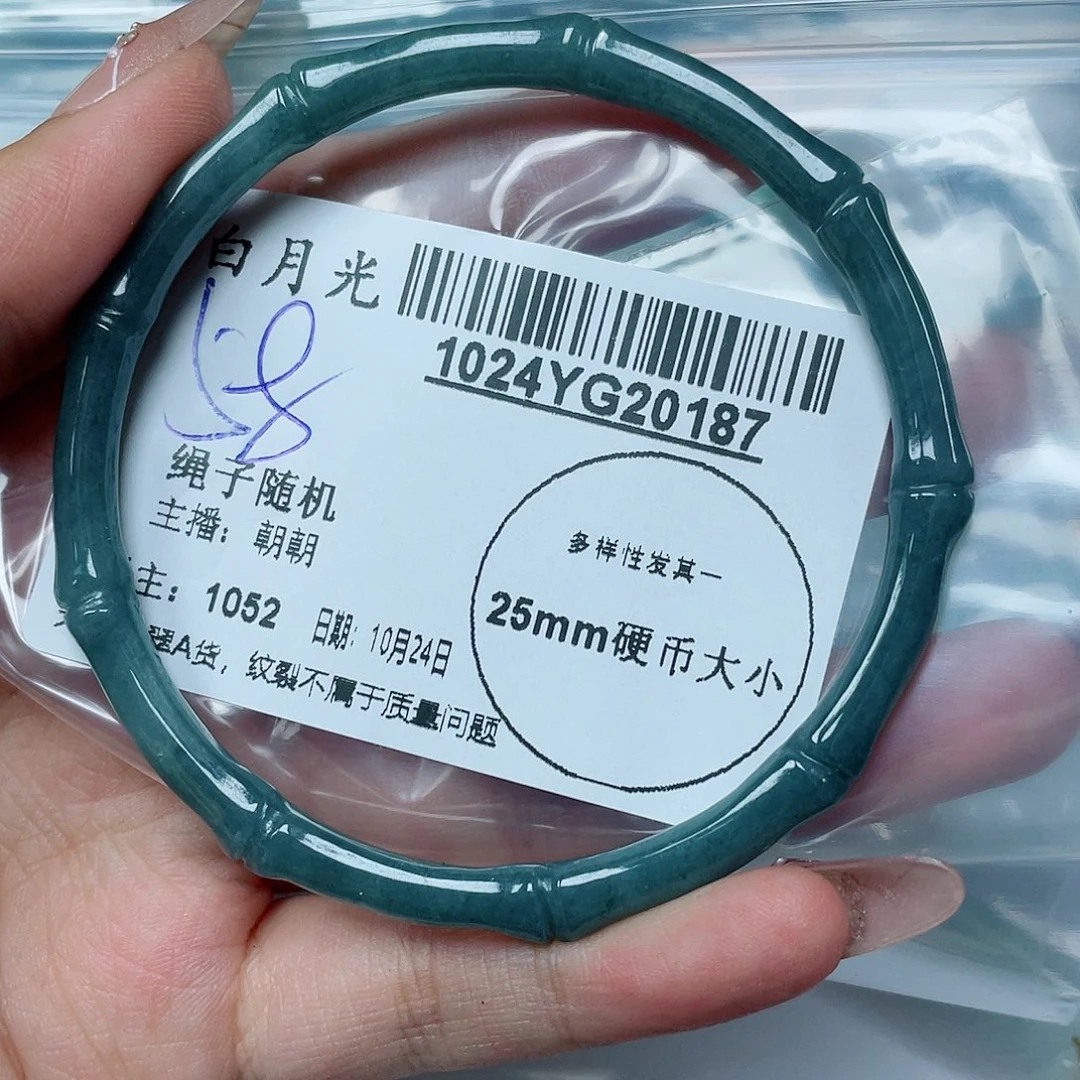 白月光
1024YG20187
58
绳子随机
主播：朝朝
主：1052 日期：10月24日
翠A货，纹裂不属于质量问题
多样性发其一
25mm硬币大小